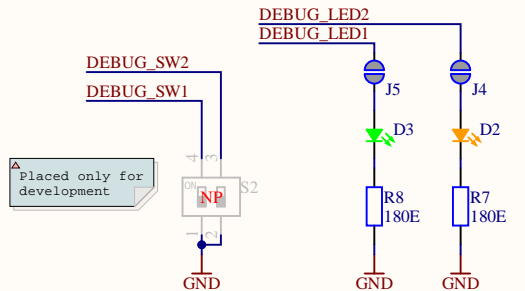 DEBUG_LED2
DEBUG_LED1
DEBUG_SW2
DEBUG_SW1
J5
J4
D3
D2
4
3
Placed only for
development
ON
NP
S2
1
2
R8
180E
R7
180E
GND
GND
GND